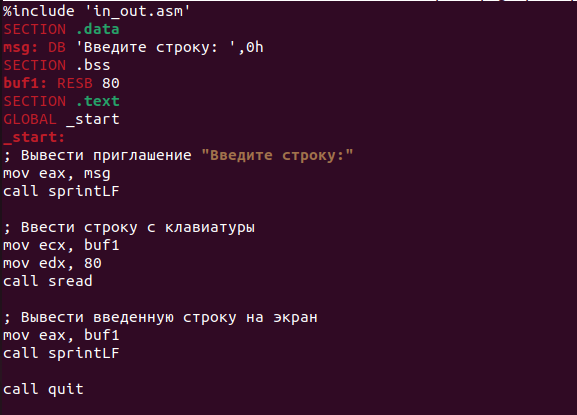 %include 'in_out.asm'
SECTION .data
msg: DB 'Введите строку: ',0h
SECTION .bss
buf1: RESB 80
SECTION .text
GLOBAL _start
_start:
; Вывести приглашение "Введите строку:"
mov eax, msg
call sprintLF
; Ввести строку с клавиатуры
mov ecx, buf1
mov edx, 80
call sread
; Вывести введенную строку на экран
mov eax, buf1
call sprintLF
call quit